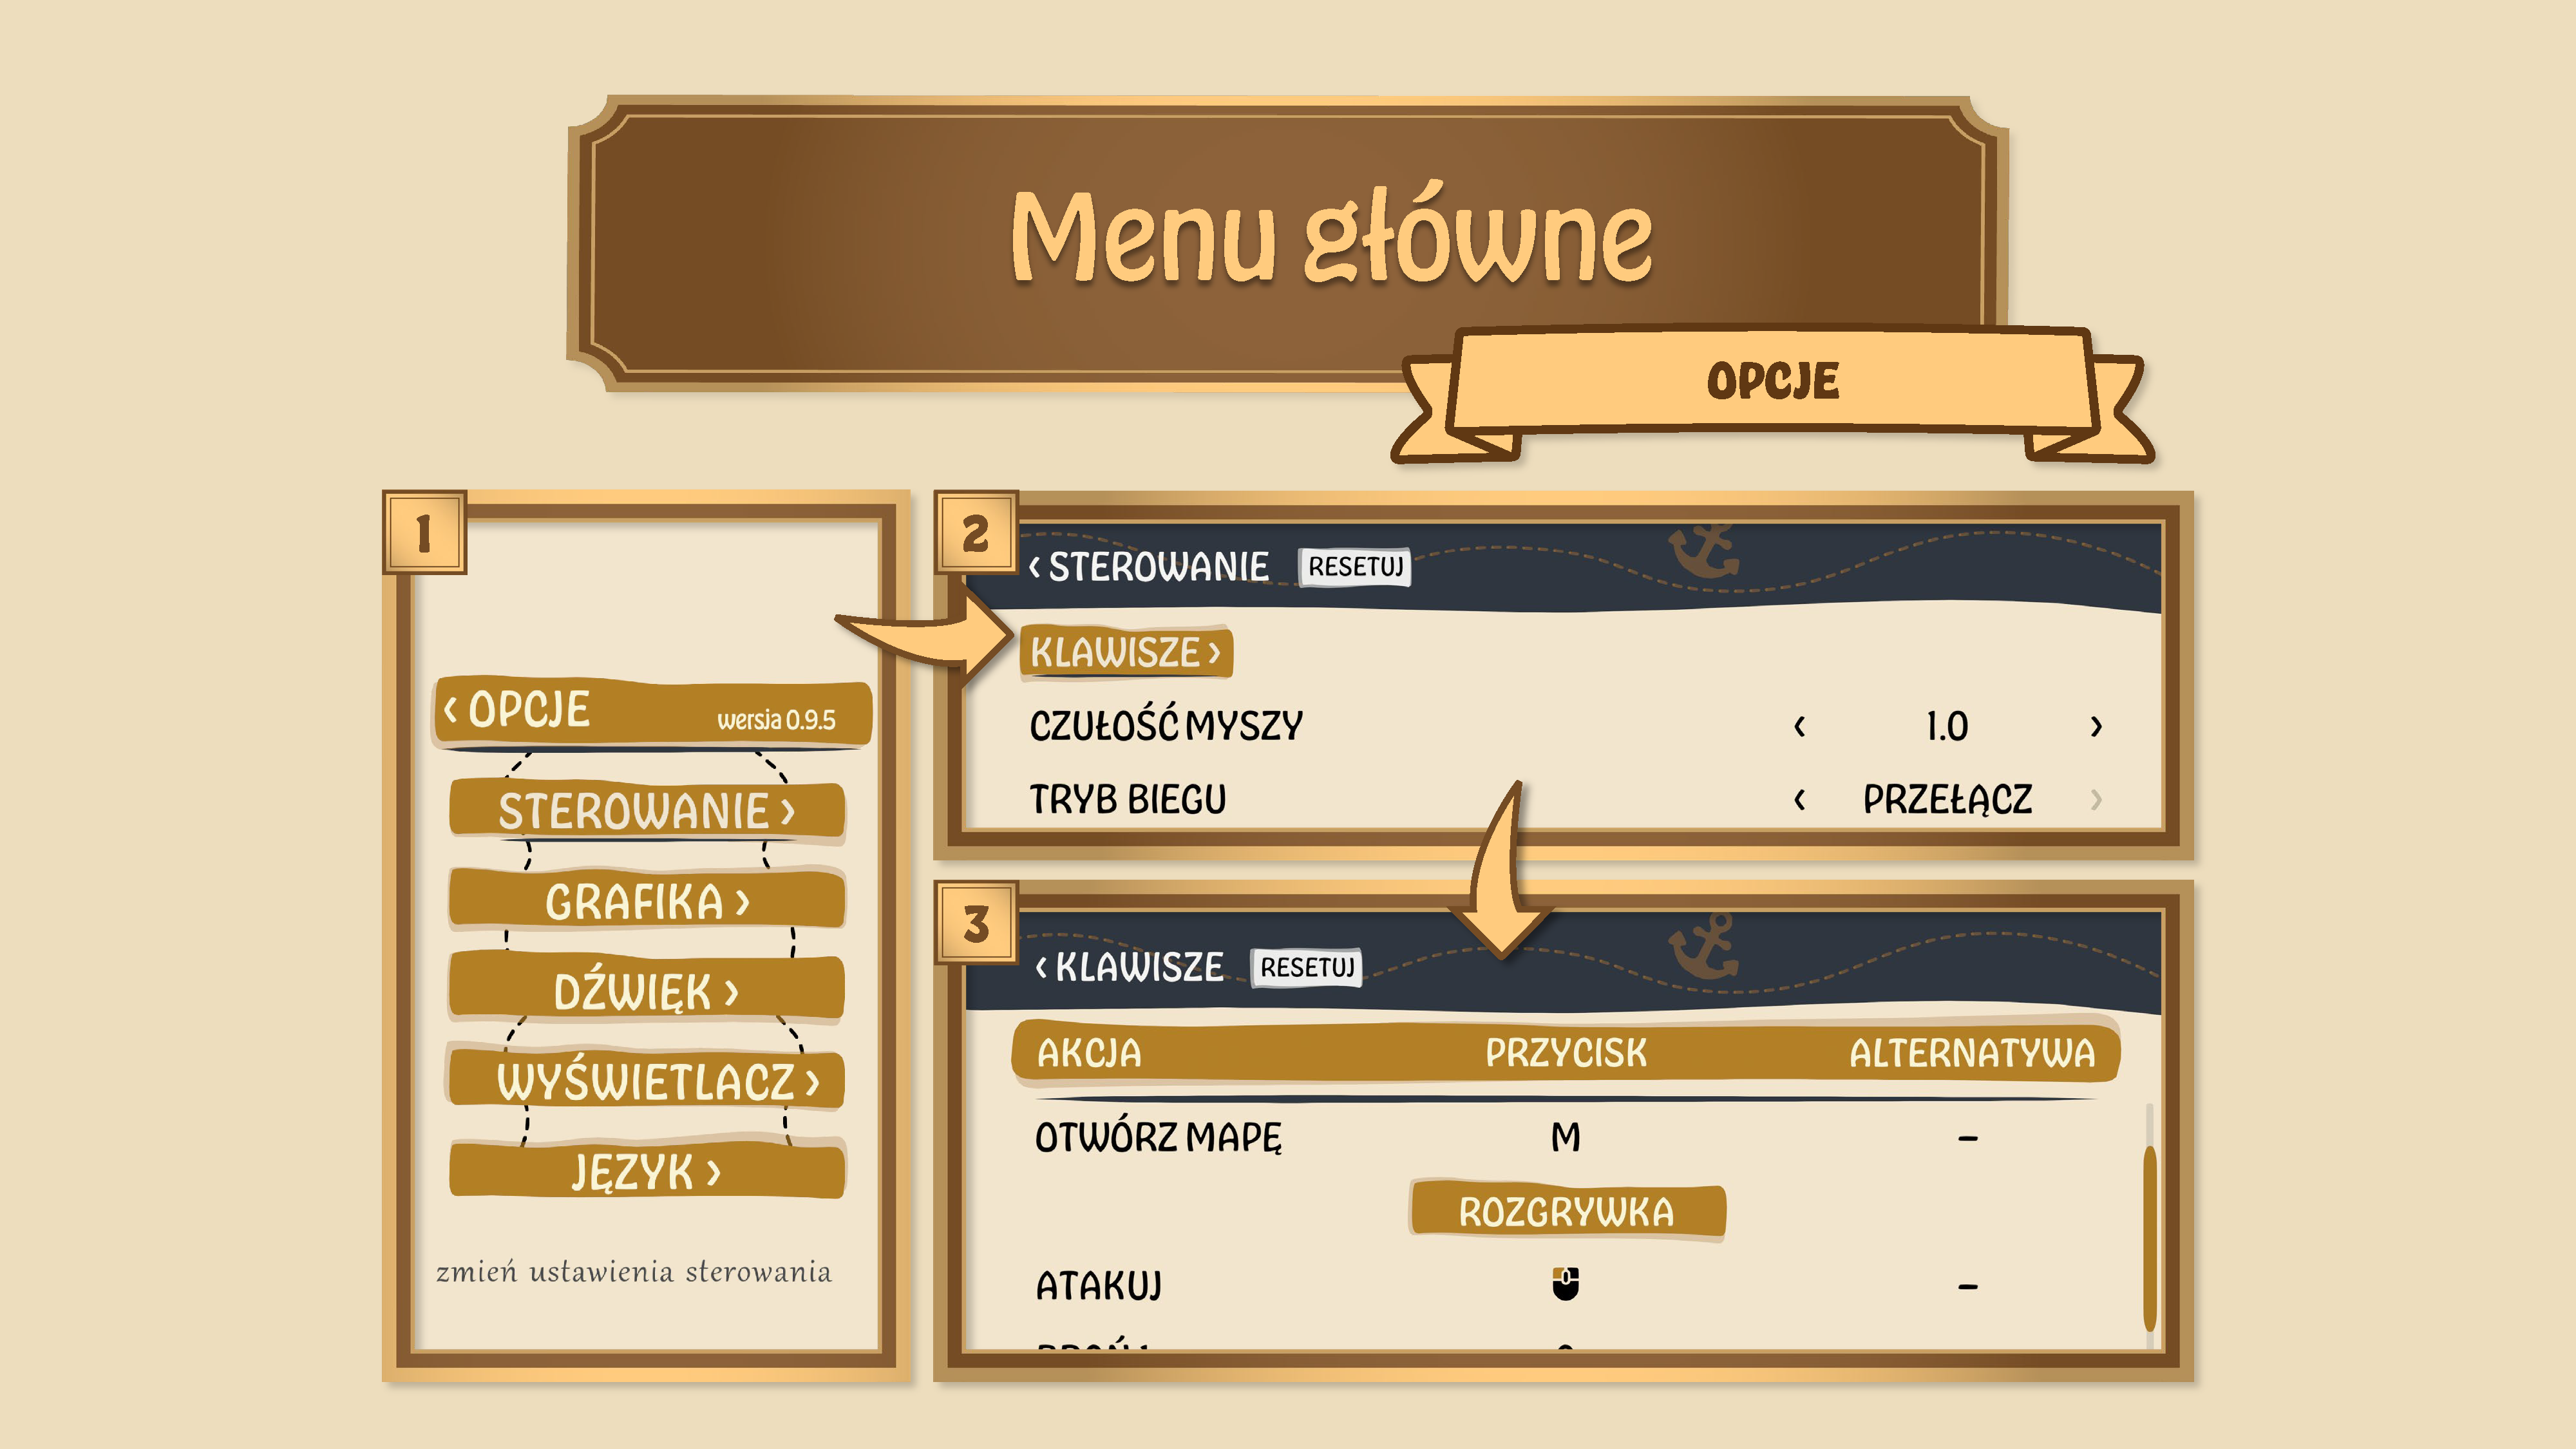 Menu główne
OPCJE
1
‹ OPCJE wersja 0.9.5
STEROWANIE ›
GRAFIKA ›
DŹWIĘK ›
WYŚWIETLACZ ›
JĘZYK ›
zmień ustawienia sterowania
2
‹ STEROWANIE RESETUJ
KLAWISZE ›
CZUŁOŚĆ MYSZY ‹ 1.0 ›
TRYB BIEGU ‹ PRZEŁĄCZ ›
3
‹ KLAWISZE RESETUJ
AKCJA PRZYCISK ALTERNATYWA
OTWÓRZ MAPĘ M –
ROZGRYWKA
ATAKUJ –